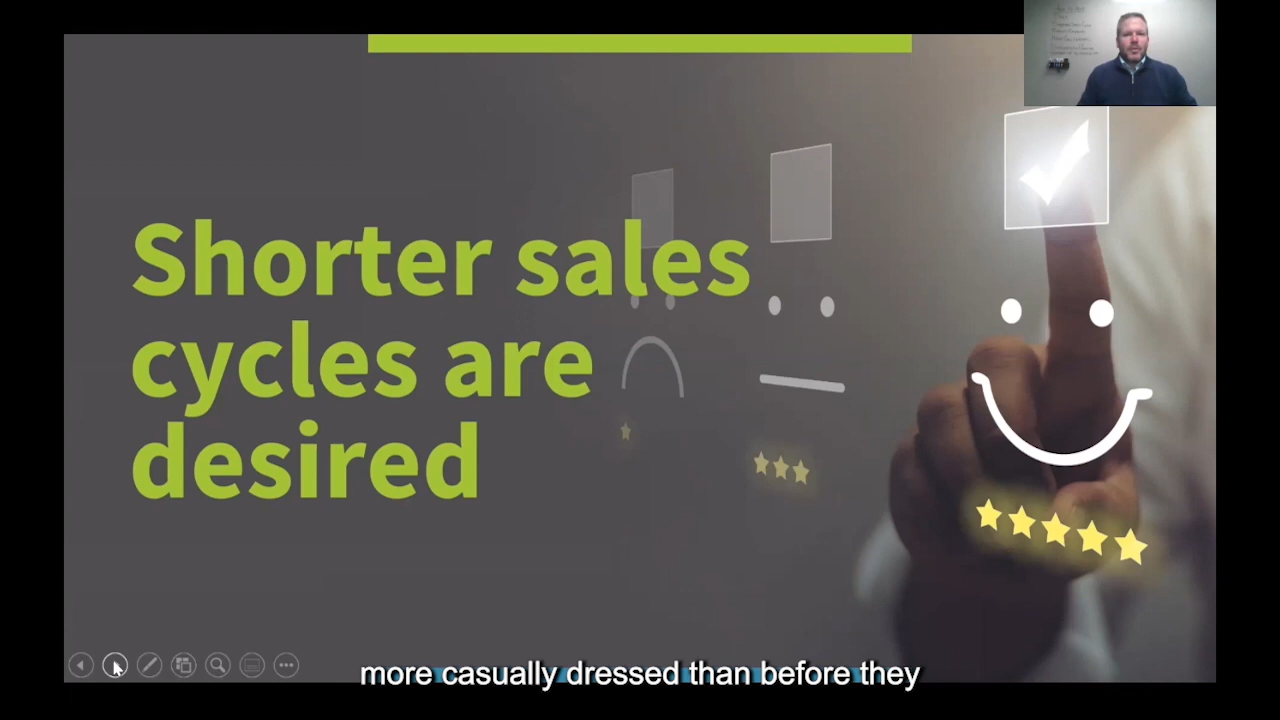 Shorter sales
cycles are
desired
more casually dressed than before they